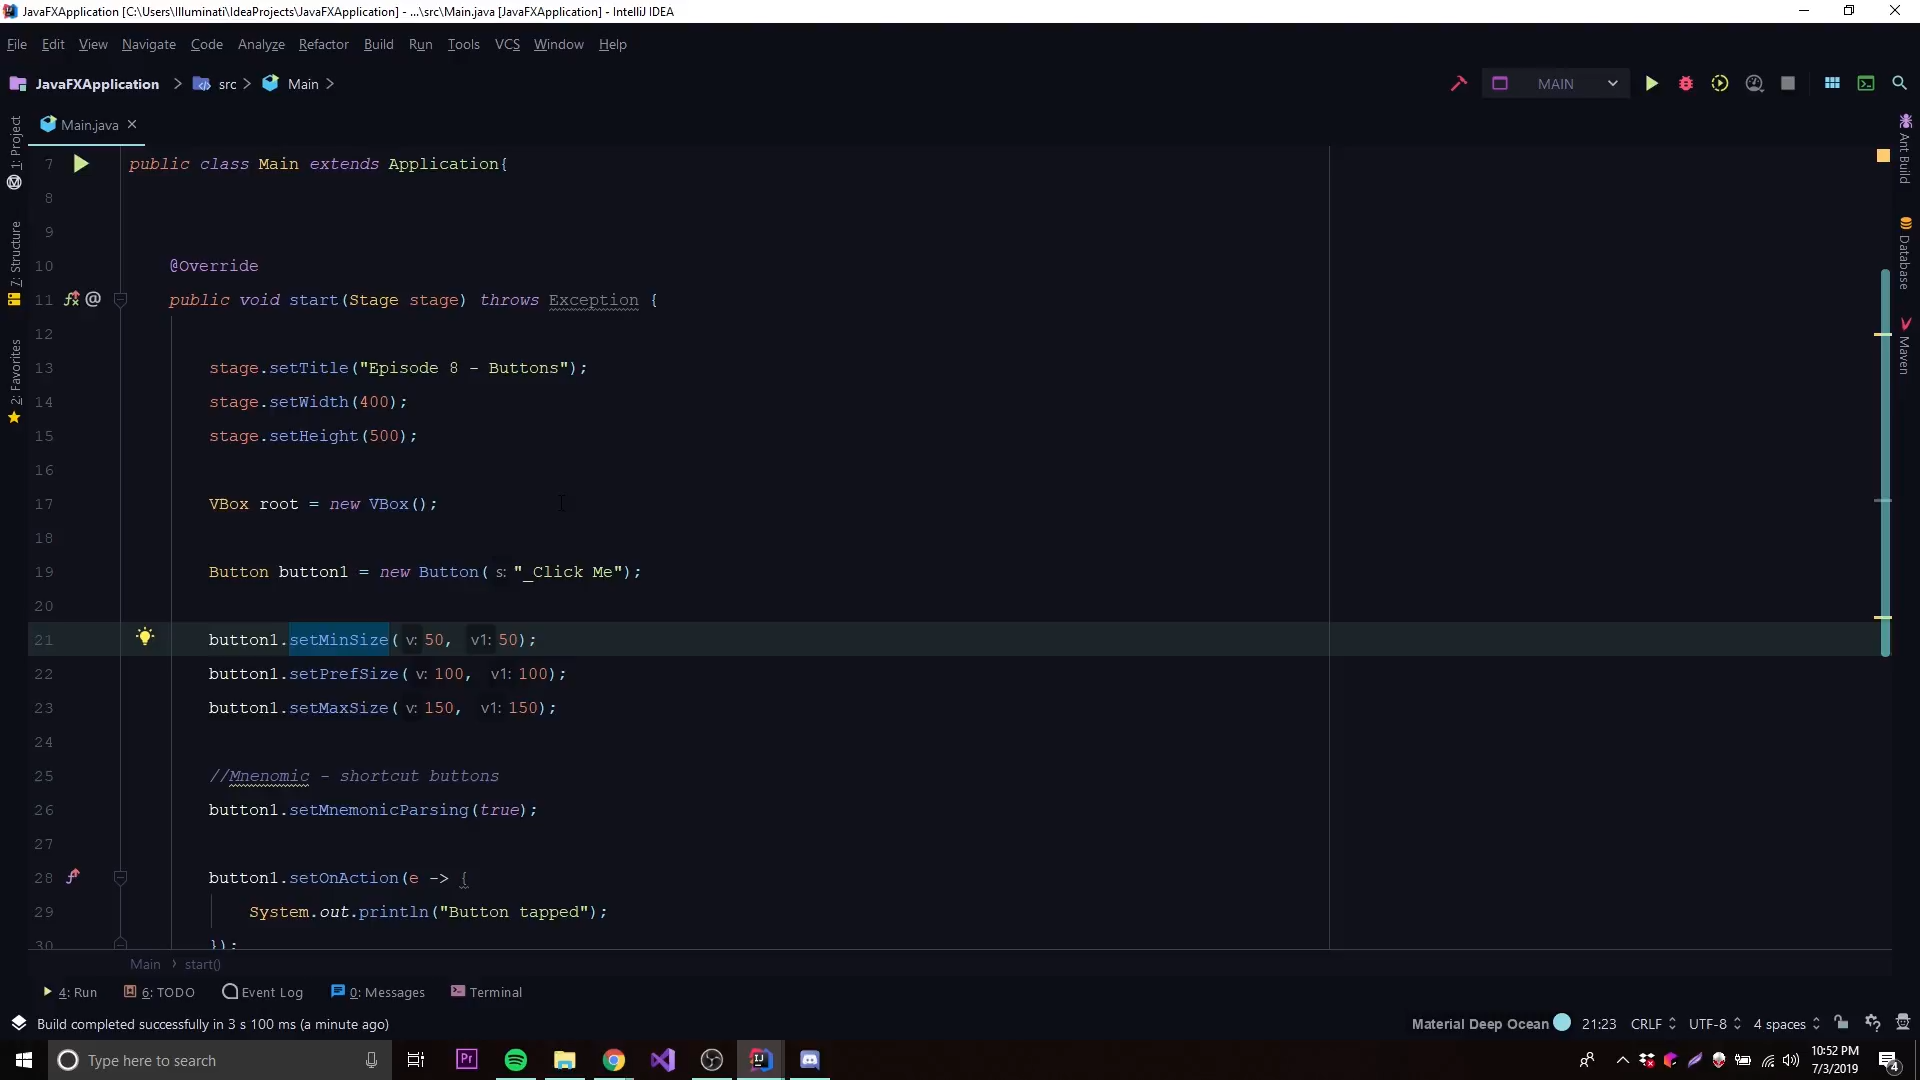 JavaFXApplication [C:\Users\Illuminati\IdeaProjects\JavaFXApplication] - ...\src\Main.java [JavaFXApplication] - IntelliJ IDEA
File Edit View Navigate Code Analyze Refactor Build Run Tools VCS Window Help
JavaFXApplication src Main MAIN
Main.java
1: Project
7: Structure
2: Favorites
Ant Build
Database
Maven
7 public class Main extends Application{
8
9
10 @Override
11 @ public void start(Stage stage) throws Exception {
12
13 stage.setTitle("Episode 8 - Buttons");
14 stage.setWidth(400);
15 stage.setHeight(500);
16
17 VBox root = new VBox();
18
19 Button button1 = new Button( s: "_Click Me");
20
21 button1.setMinSize( v: 50, v1: 50);
22 button1.setPrefSize( v: 100, v1: 100);
23 button1.setMaxSize( v: 150, v1: 150);
24
25 //Mnenomic - shortcut buttons
26 button1.setMnemonicParsing(true);
27
28 button1.setOnAction(e -> {
29 System.out.println("Button tapped");
30 });
Main › start()
4: Run 6: TODO Event Log 0: Messages Terminal
Build completed successfully in 3 s 100 ms (a minute ago) Material Deep Ocean 21:23 CRLF UTF-8 4 spaces
Type here to search Pr 10:52 PM
7/3/2019 4